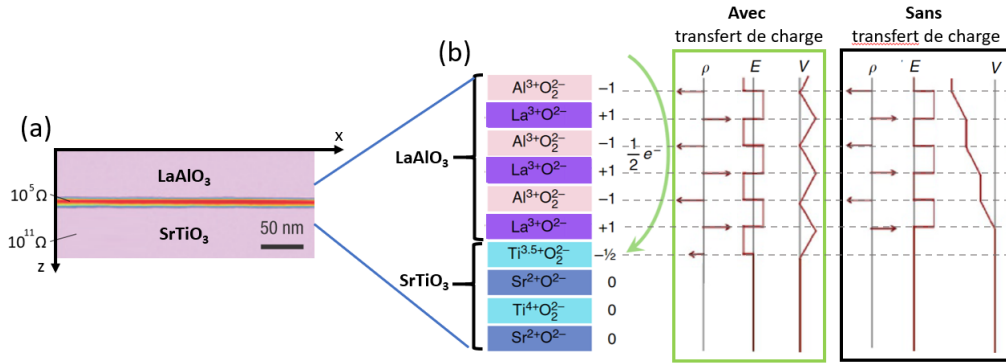 (a)
x
LaAlO₃
10⁵ Ω
10¹¹ Ω
SrTiO₃
50 nm
z
(b)
LaAlO₃
SrTiO₃
Al³⁺O₂²⁻ −1
La³⁺O²⁻ +1
Al³⁺O₂²⁻ −1
La³⁺O²⁻ +1
Al³⁺O₂²⁻ −1
La³⁺O²⁻ +1
Ti³·⁵⁺O₂²⁻ −½
Sr²⁺O²⁻ 0
Ti⁴⁺O₂²⁻ 0
Sr²⁺O²⁻ 0
½ e⁻
Avec
transfert de charge
ρ E V
Sans
transfert de charge
ρ E V